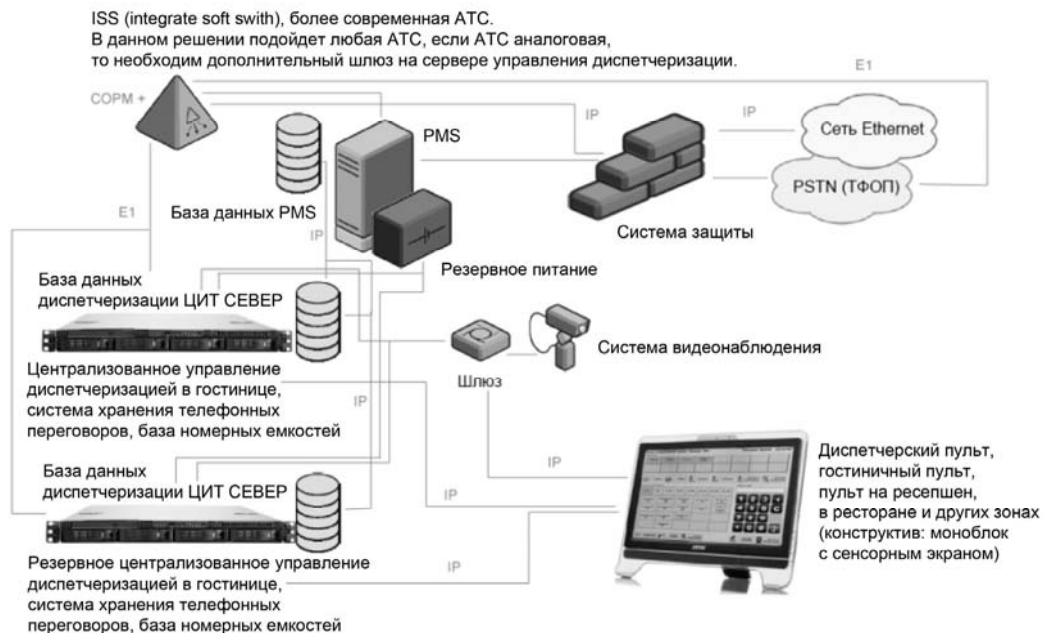 ISS (integrate soft swith), более современная АТС.
В данном решении подойдет любая АТС, если АТС аналоговая,
то необходим дополнительный шлюз на сервере управления диспетчеризации.
E1
СОРМ +
IP
IP
PMS
Сеть Ethernet
PSTN (ТФОП)
База данных PMS
Система защиты
E1
IP
Резервное питание
База данных
диспетчеризации ЦИТ СЕВЕР
Система видеонаблюдения
Шлюз
Централизованное управление
диспетчеризацией в гостинице,
система хранения телефонных
переговоров, база номерных емкостей
IP
База данных
диспетчеризации ЦИТ СЕВЕР
IP
IP
Диспетчерский пульт,
гостиничный пульт,
пульт на ресепшен,
в ресторане и других зонах
(конструктив: моноблок
с сенсорным экраном)
Резервное централизованное управление
диспетчеризацией в гостинице,
система хранения телефонных
переговоров, база номерных емкостей
IP